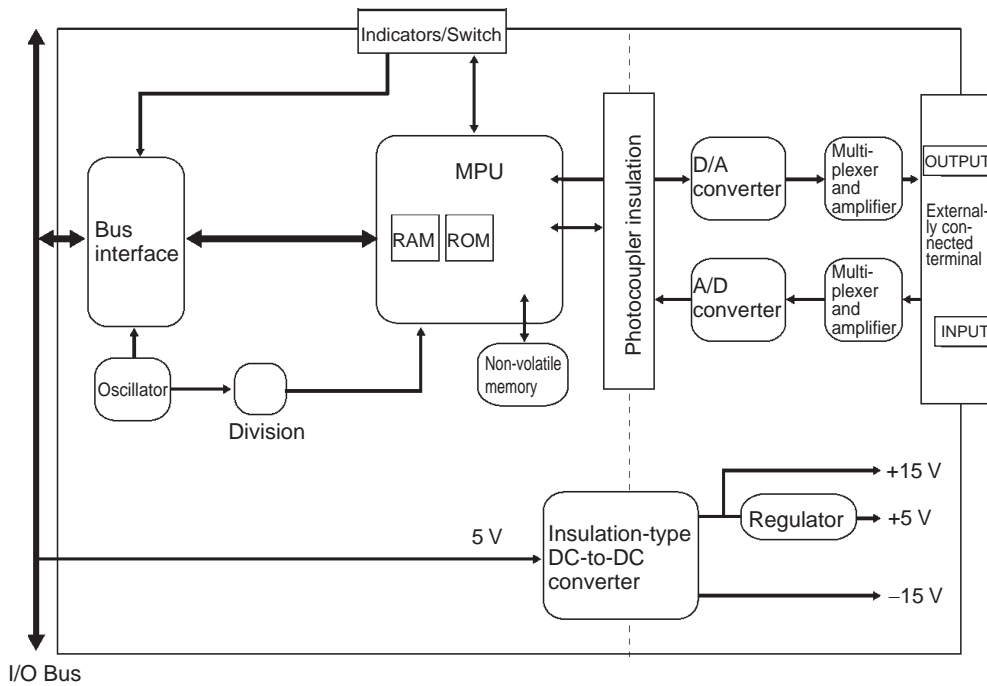 Indicators/Switch
MPU
RAM
ROM
Bus
interface
Oscillator
Division
Non-volatile
memory
Photocoupler insulation
D/A
converter
Multi-
plexer
and
amplifier
A/D
converter
Multi-
plexer
and
amplifier
OUTPUT
External-
ly con-
nected
terminal
INPUT
5 V
Insulation-type
DC-to-DC
converter
Regulator
+15 V
+5 V
−15 V
I/O Bus